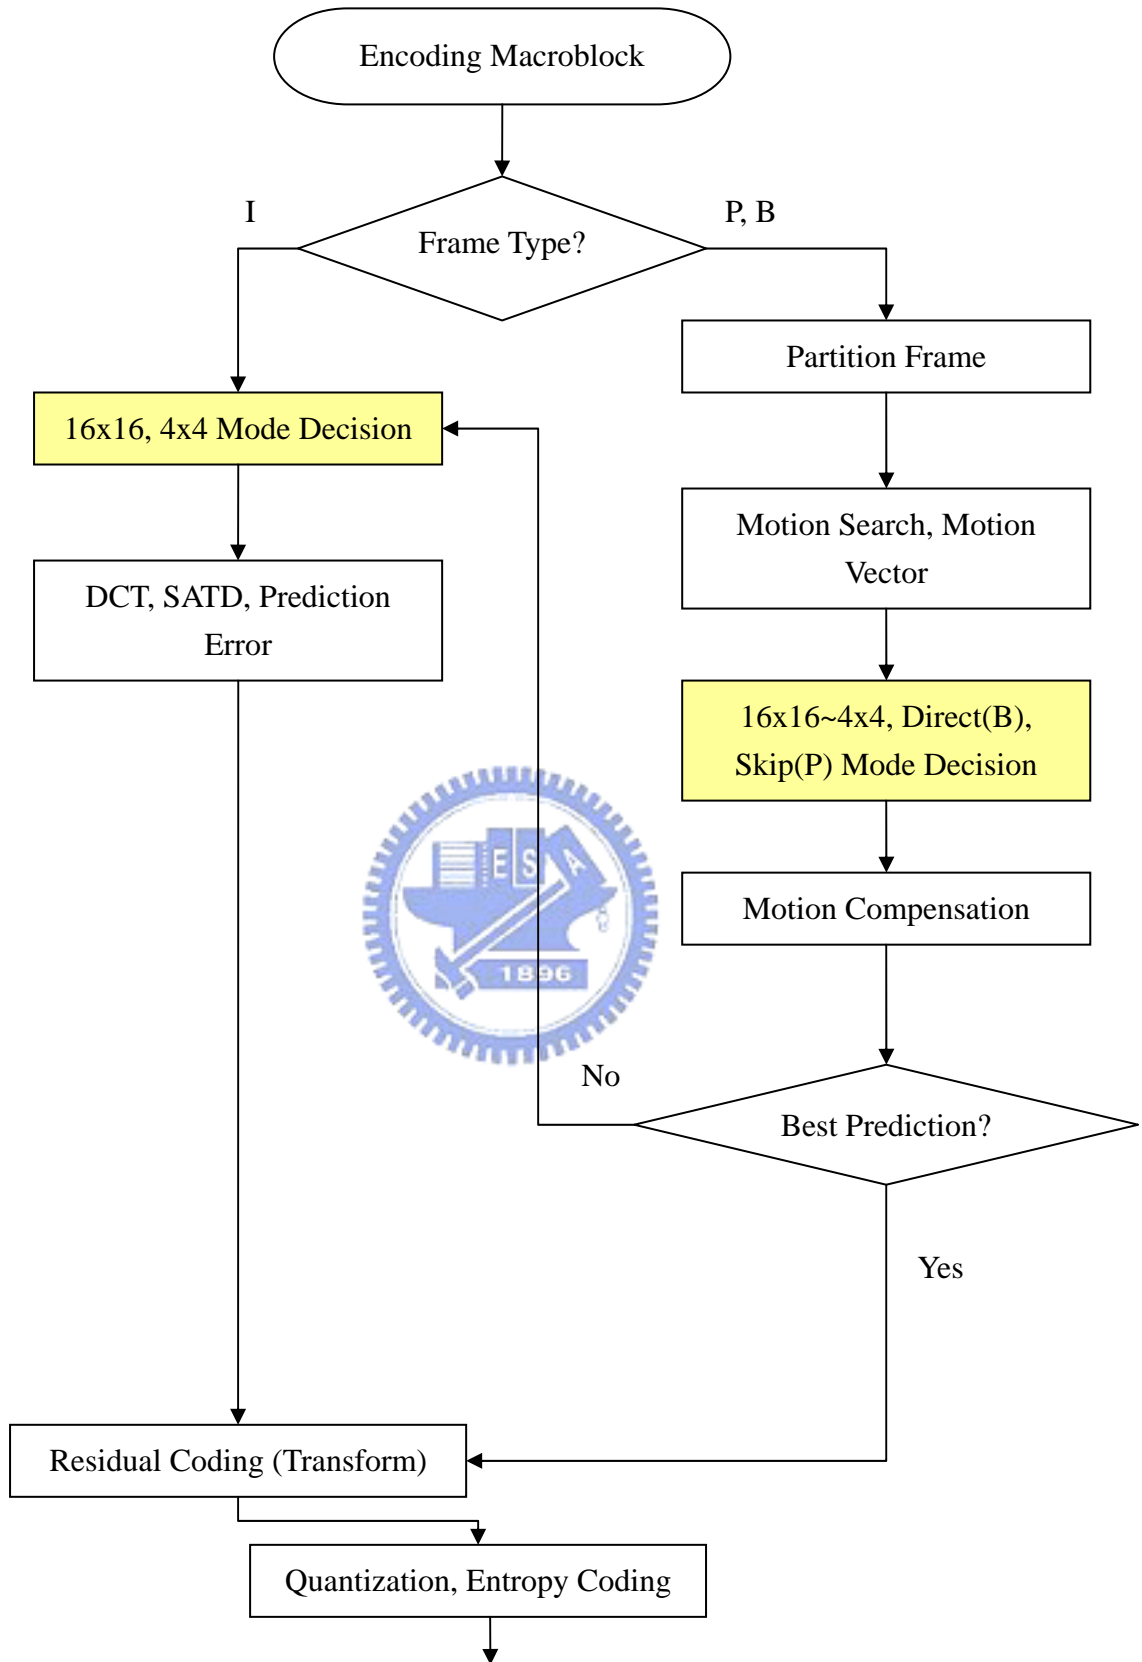 Encoding Macroblock
I
P, B
Frame Type?
Partition Frame
16x16, 4x4 Mode Decision
Motion Search, Motion
Vector
DCT, SATD, Prediction
Error
16x16~4x4, Direct(B),
Skip(P) Mode Decision
E S A
1896
Motion Compensation
No
Best Prediction?
Yes
Residual Coding (Transform)
Quantization, Entropy Coding